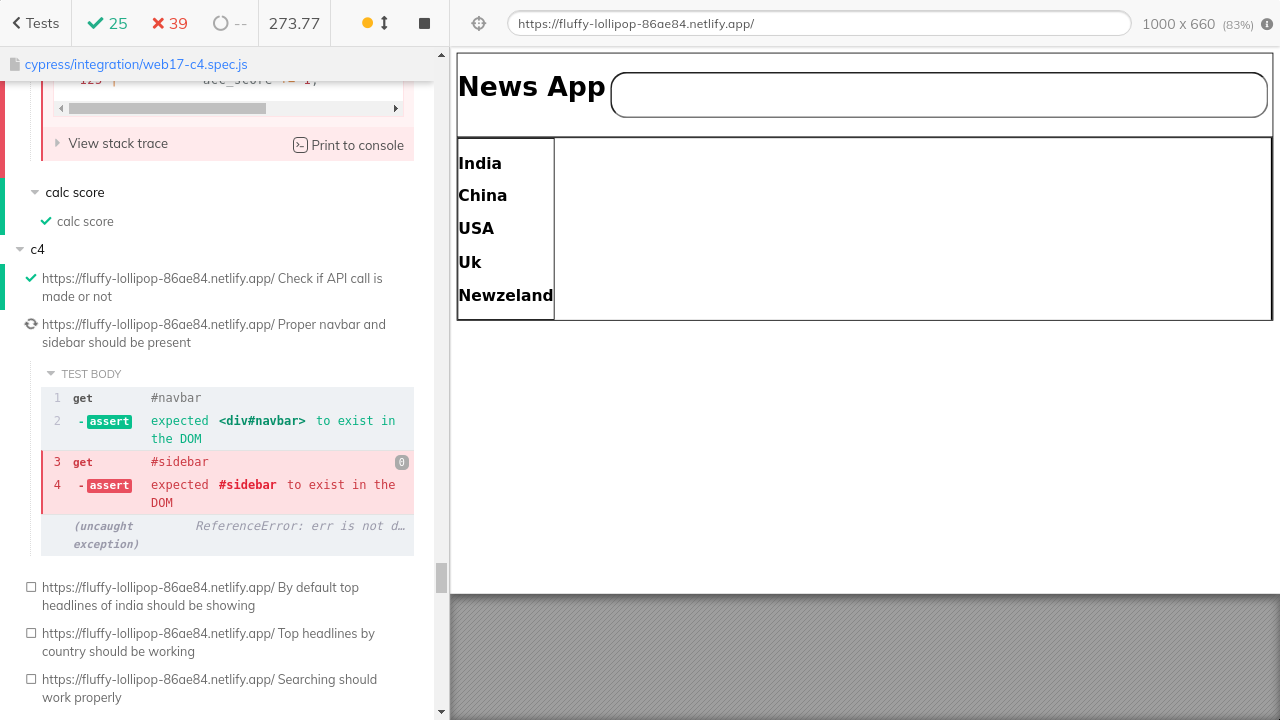 Tests
25
39
--
273.77
https://fluffy-lollipop-86ae84.netlify.app/
1000 x 660 (83%)
cypress/integration/web17-c4.spec.js
View stack trace
Print to console
calc score
calc score
c4
https://fluffy-lollipop-86ae84.netlify.app/ Check if API call is
made or not
https://fluffy-lollipop-86ae84.netlify.app/ Proper navbar and
sidebar should be present
TEST BODY
1 get #navbar
2 -assert expected <div#navbar> to exist in
the DOM
3 get #sidebar 0
4 -assert expected #sidebar to exist in the
DOM
(uncaught ReferenceError: err is not d…
exception)
https://fluffy-lollipop-86ae84.netlify.app/ By default top
headlines of india should be showing
https://fluffy-lollipop-86ae84.netlify.app/ Top headlines by
country should be working
https://fluffy-lollipop-86ae84.netlify.app/ Searching should
work properly
News App
India
China
USA
Uk
Newzeland